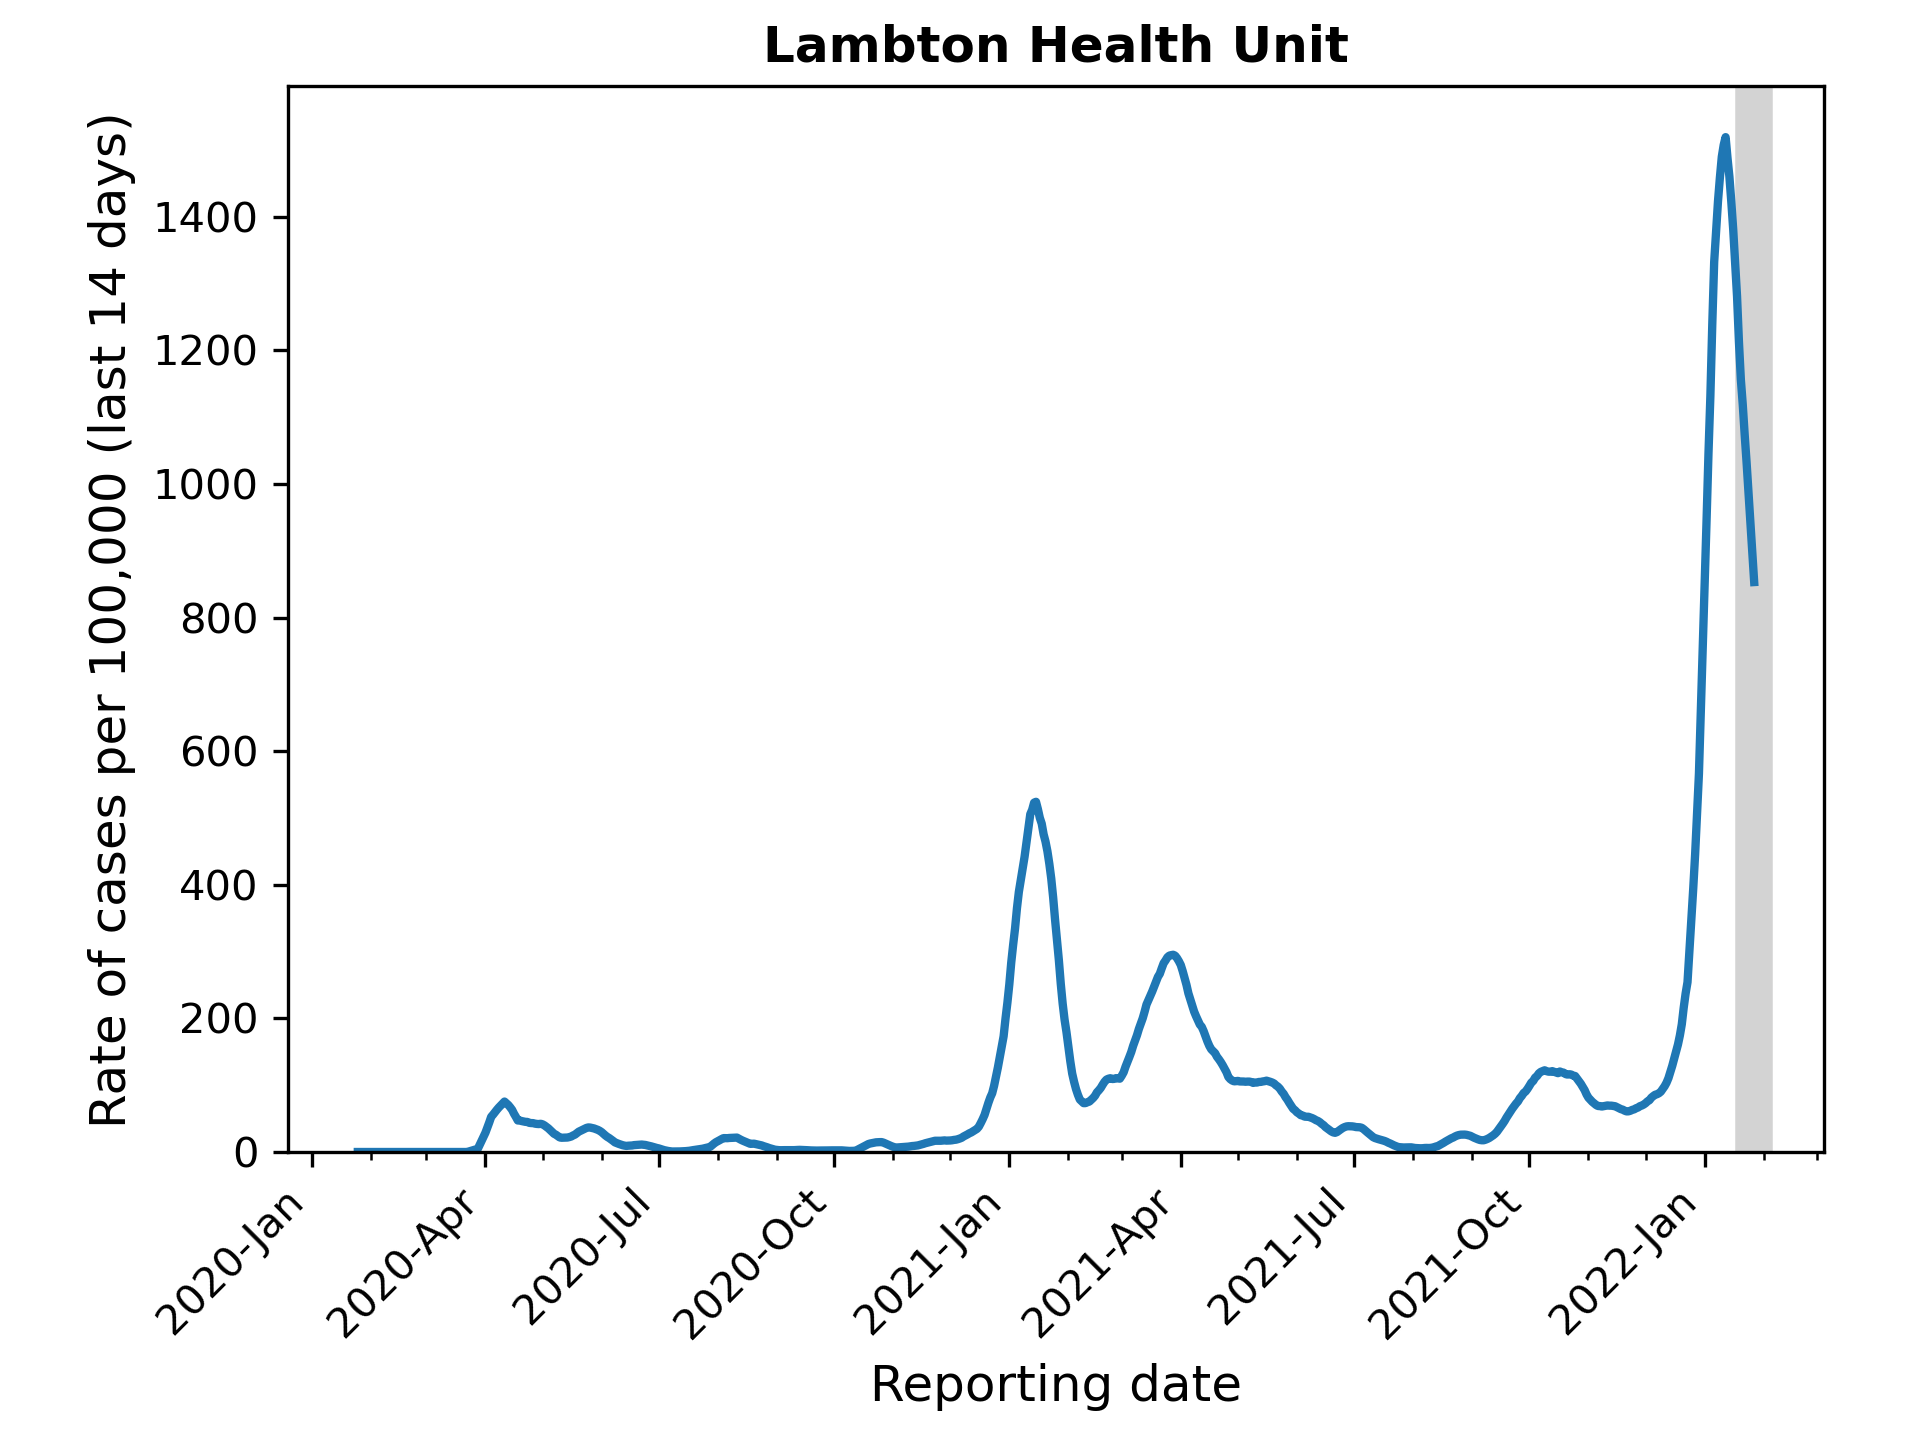 Lambton Health Unit
Rate of cases per 100,000 (last 14 days)
1400
1200
1000
800
600
400
200
0
2020-Jan
2020-Apr
2020-Jul
2020-Oct
2021-Jan
2021-Apr
2021-Jul
2021-Oct
2022-Jan
Reporting date